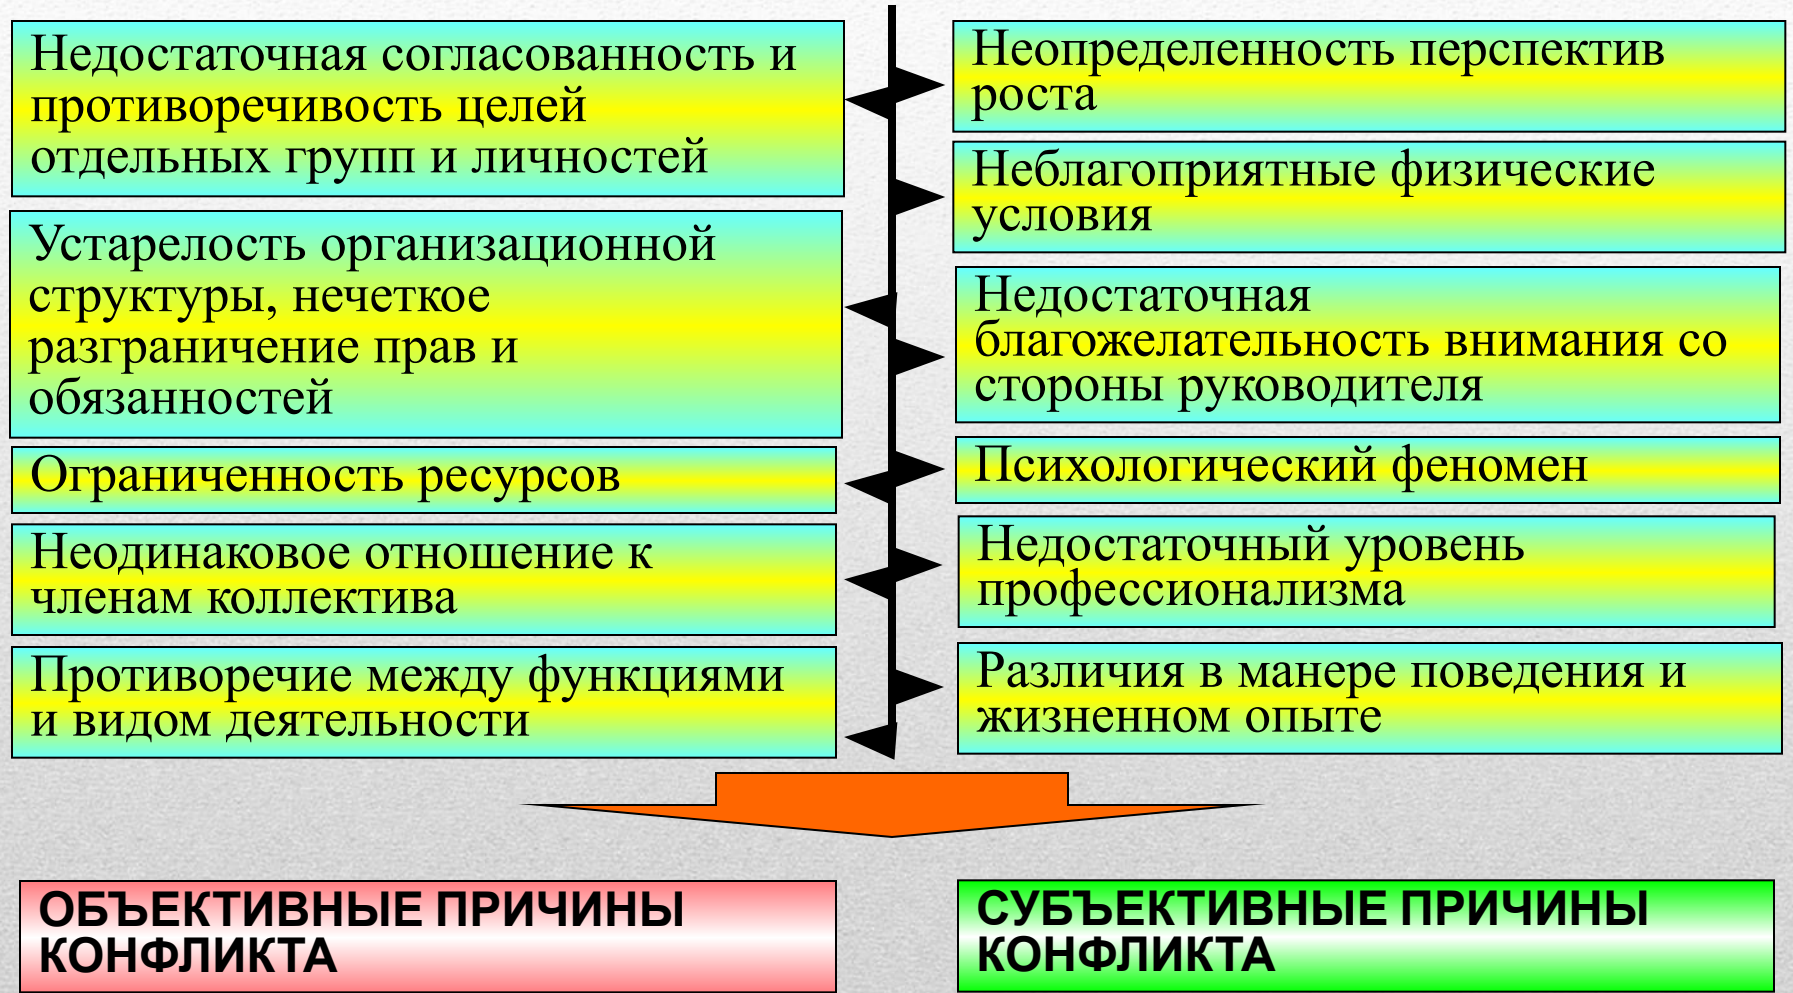 Недостаточная согласованность и
противоречивость целей
отдельных групп и личностей
Устарелость организационной
структуры, нечеткое
разграничение прав и
обязанностей
Ограниченность ресурсов
Неодинаковое отношение к
членам коллектива
Противоречие между функциями
и видом деятельности
Неопределенность перспектив
роста
Неблагоприятные физические
условия
Недостаточная
благожелательность внимания со
стороны руководителя
Психологический феномен
Недостаточный уровень
профессионализма
Различия в манере поведения и
жизненном опыте
ОБЪЕКТИВНЫЕ ПРИЧИНЫ
КОНФЛИКТА
СУБЪЕКТИВНЫЕ ПРИЧИНЫ
КОНФЛИКТА